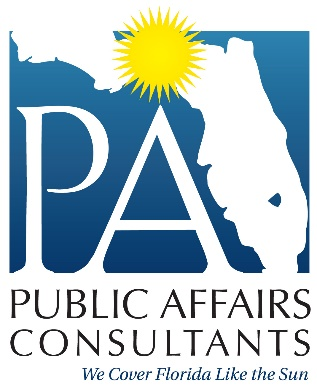 PA
PUBLIC AFFAIRS
CONSULTANTS
We Cover Florida Like the Sun